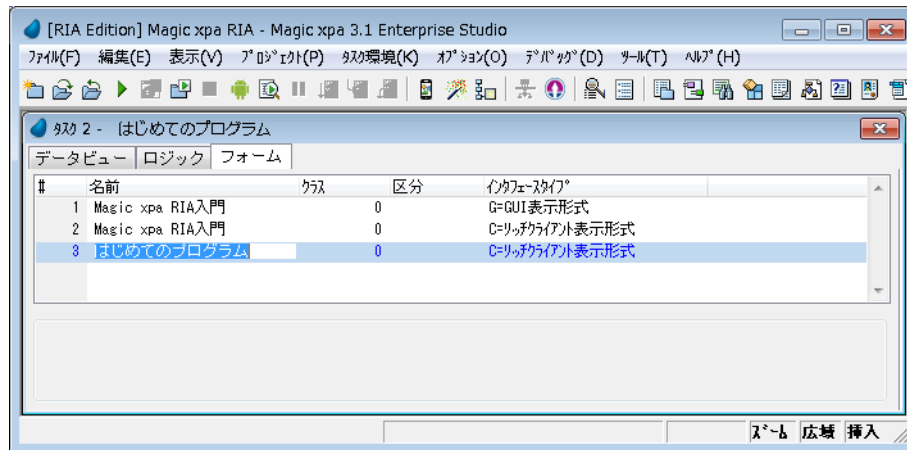 [RIA Edition] Magic xpa RIA - Magic xpa 3.1 Enterprise Studio
ﾌｧｲﾙ(F) 編集(E) 表示(V) ﾌﾟﾛｼﾞｪｸﾄ(P) ﾀｽｸ環境(K) ｵﾌﾟｼｮﾝ(O) ﾃﾞﾊﾞｯｸﾞ(D) ﾂｰﾙ(T) ﾍﾙﾌﾟ(H)
ﾀｽｸ 2 - はじめてのプログラム
データビュー ロジック フォーム
# 名前 ｸﾗｽ 区分 ｲﾝﾀﾌｪｰｽﾀｲﾌﾟ
1 Magic xpa RIA入門 0 G=GUI表示形式
2 Magic xpa RIA入門 0 C=ﾘｯﾁｸﾗｲｱﾝﾄ表示形式
3 はじめてのプログラム 0 C=ﾘｯﾁｸﾗｲｱﾝﾄ表示形式
ｽﾞｰﾑ 広域 挿入